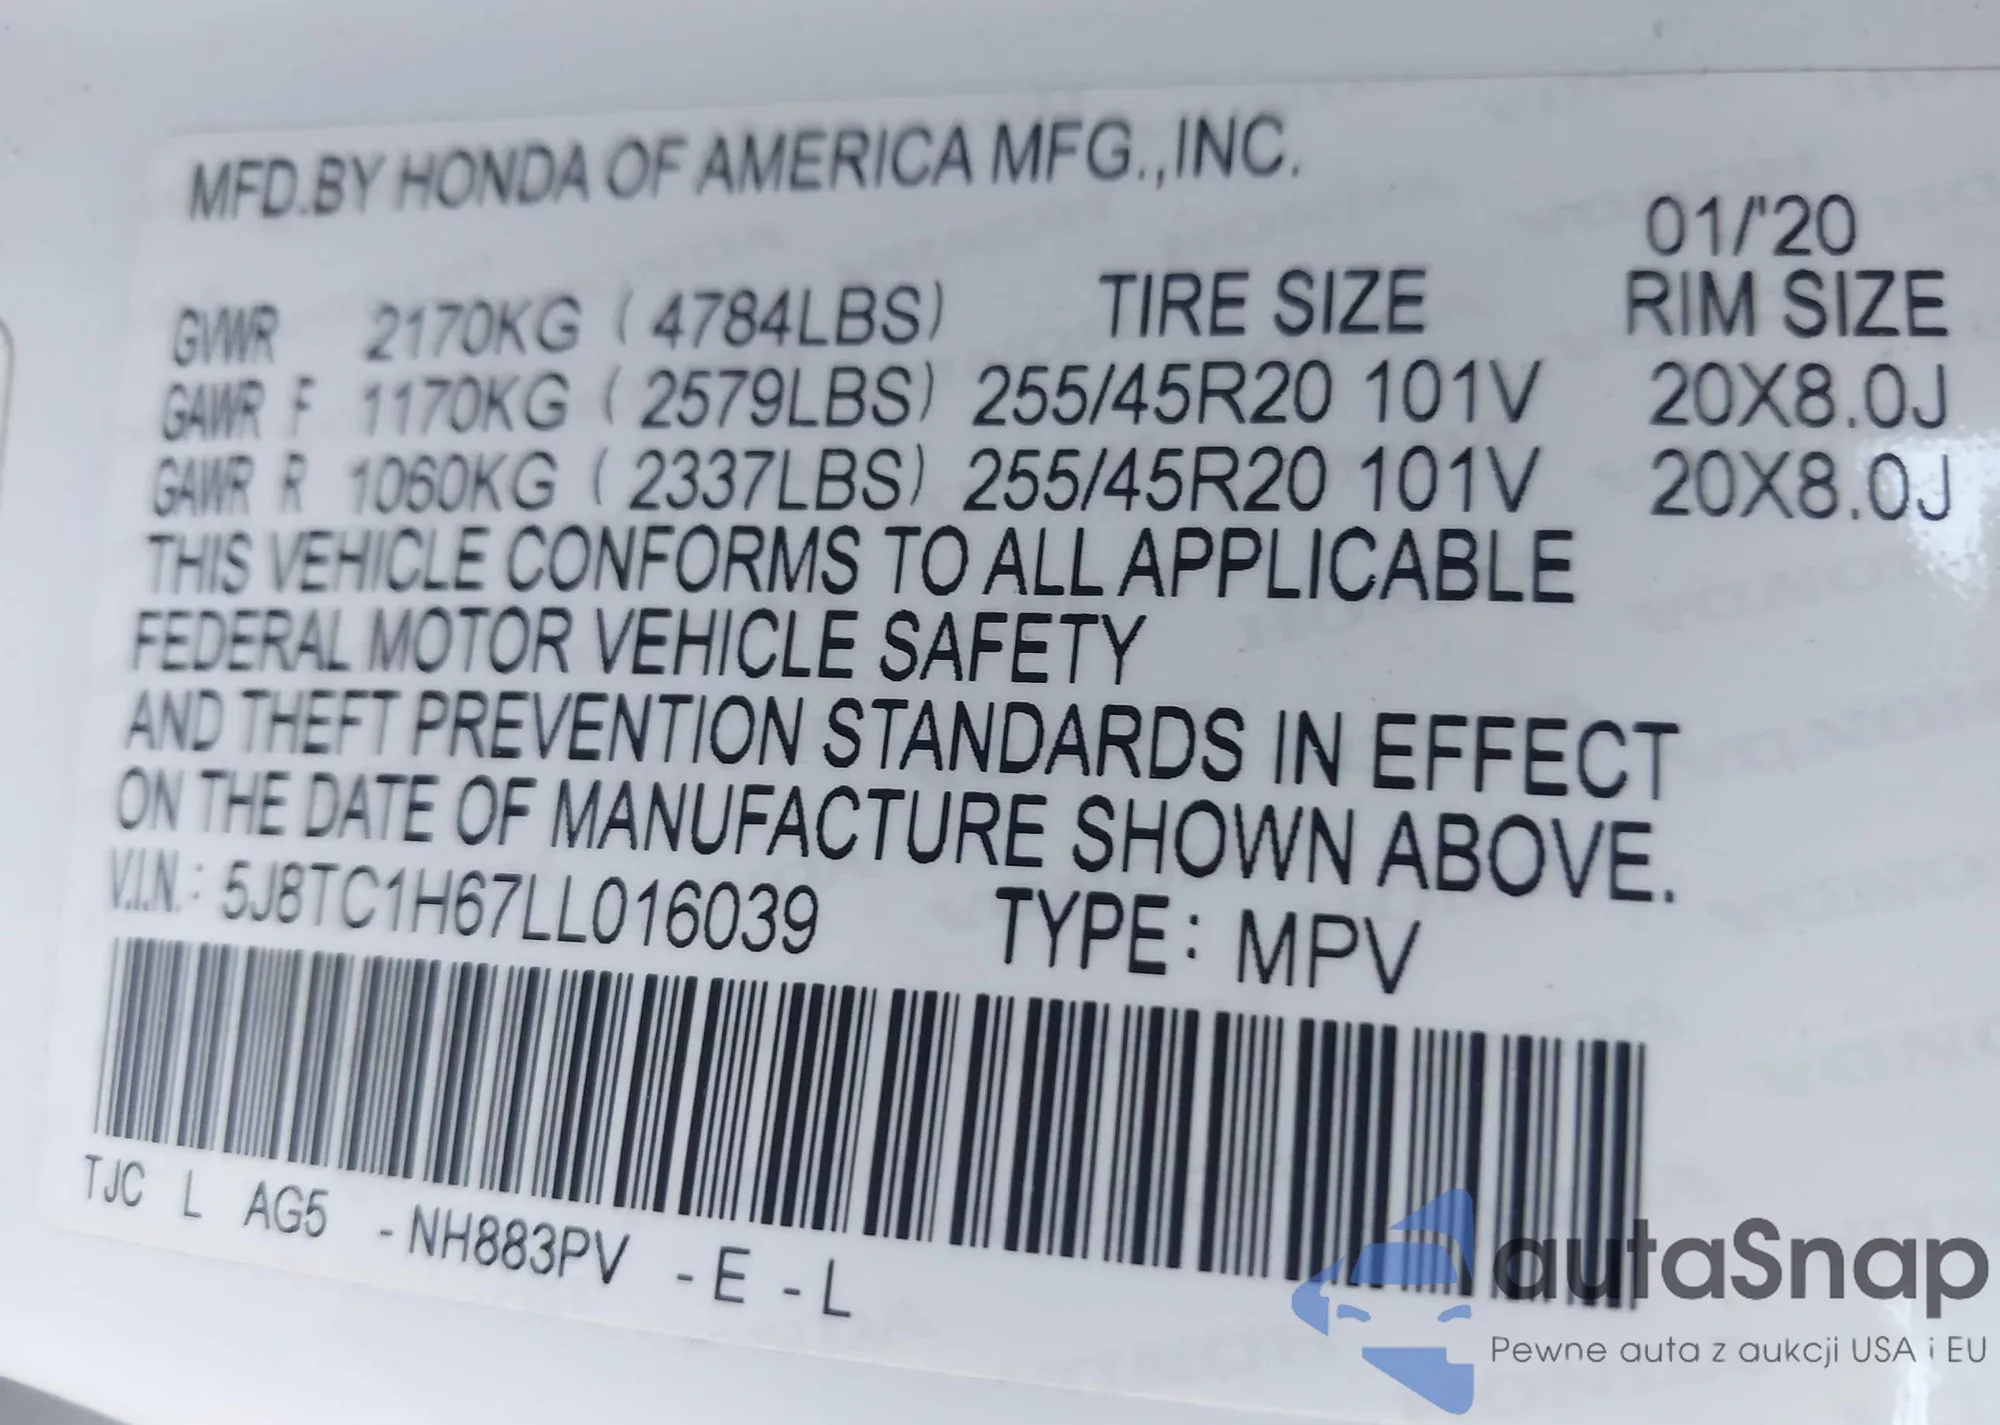 MFD.BY HONDA OF AMERICA MFG.,INC.
01/'20
GVWR 2170KG (4784LBS) TIRE SIZE RIM SIZE
GAWR F 1170KG (2579LBS) 255/45R20 101V 20X8.0J
GAWR R 1060KG (2337LBS) 255/45R20 101V 20X8.0J
THIS VEHICLE CONFORMS TO ALL APPLICABLE
FEDERAL MOTOR VEHICLE SAFETY
AND THEFT PREVENTION STANDARDS IN EFFECT
ON THE DATE OF MANUFACTURE SHOWN ABOVE.
V.I.N.: 5J8TC1H67LL016039 TYPE: MPV
TJC L AG5 -NH883PV -E-L
autaSnap
Pewne auta z aukcji USA i EU